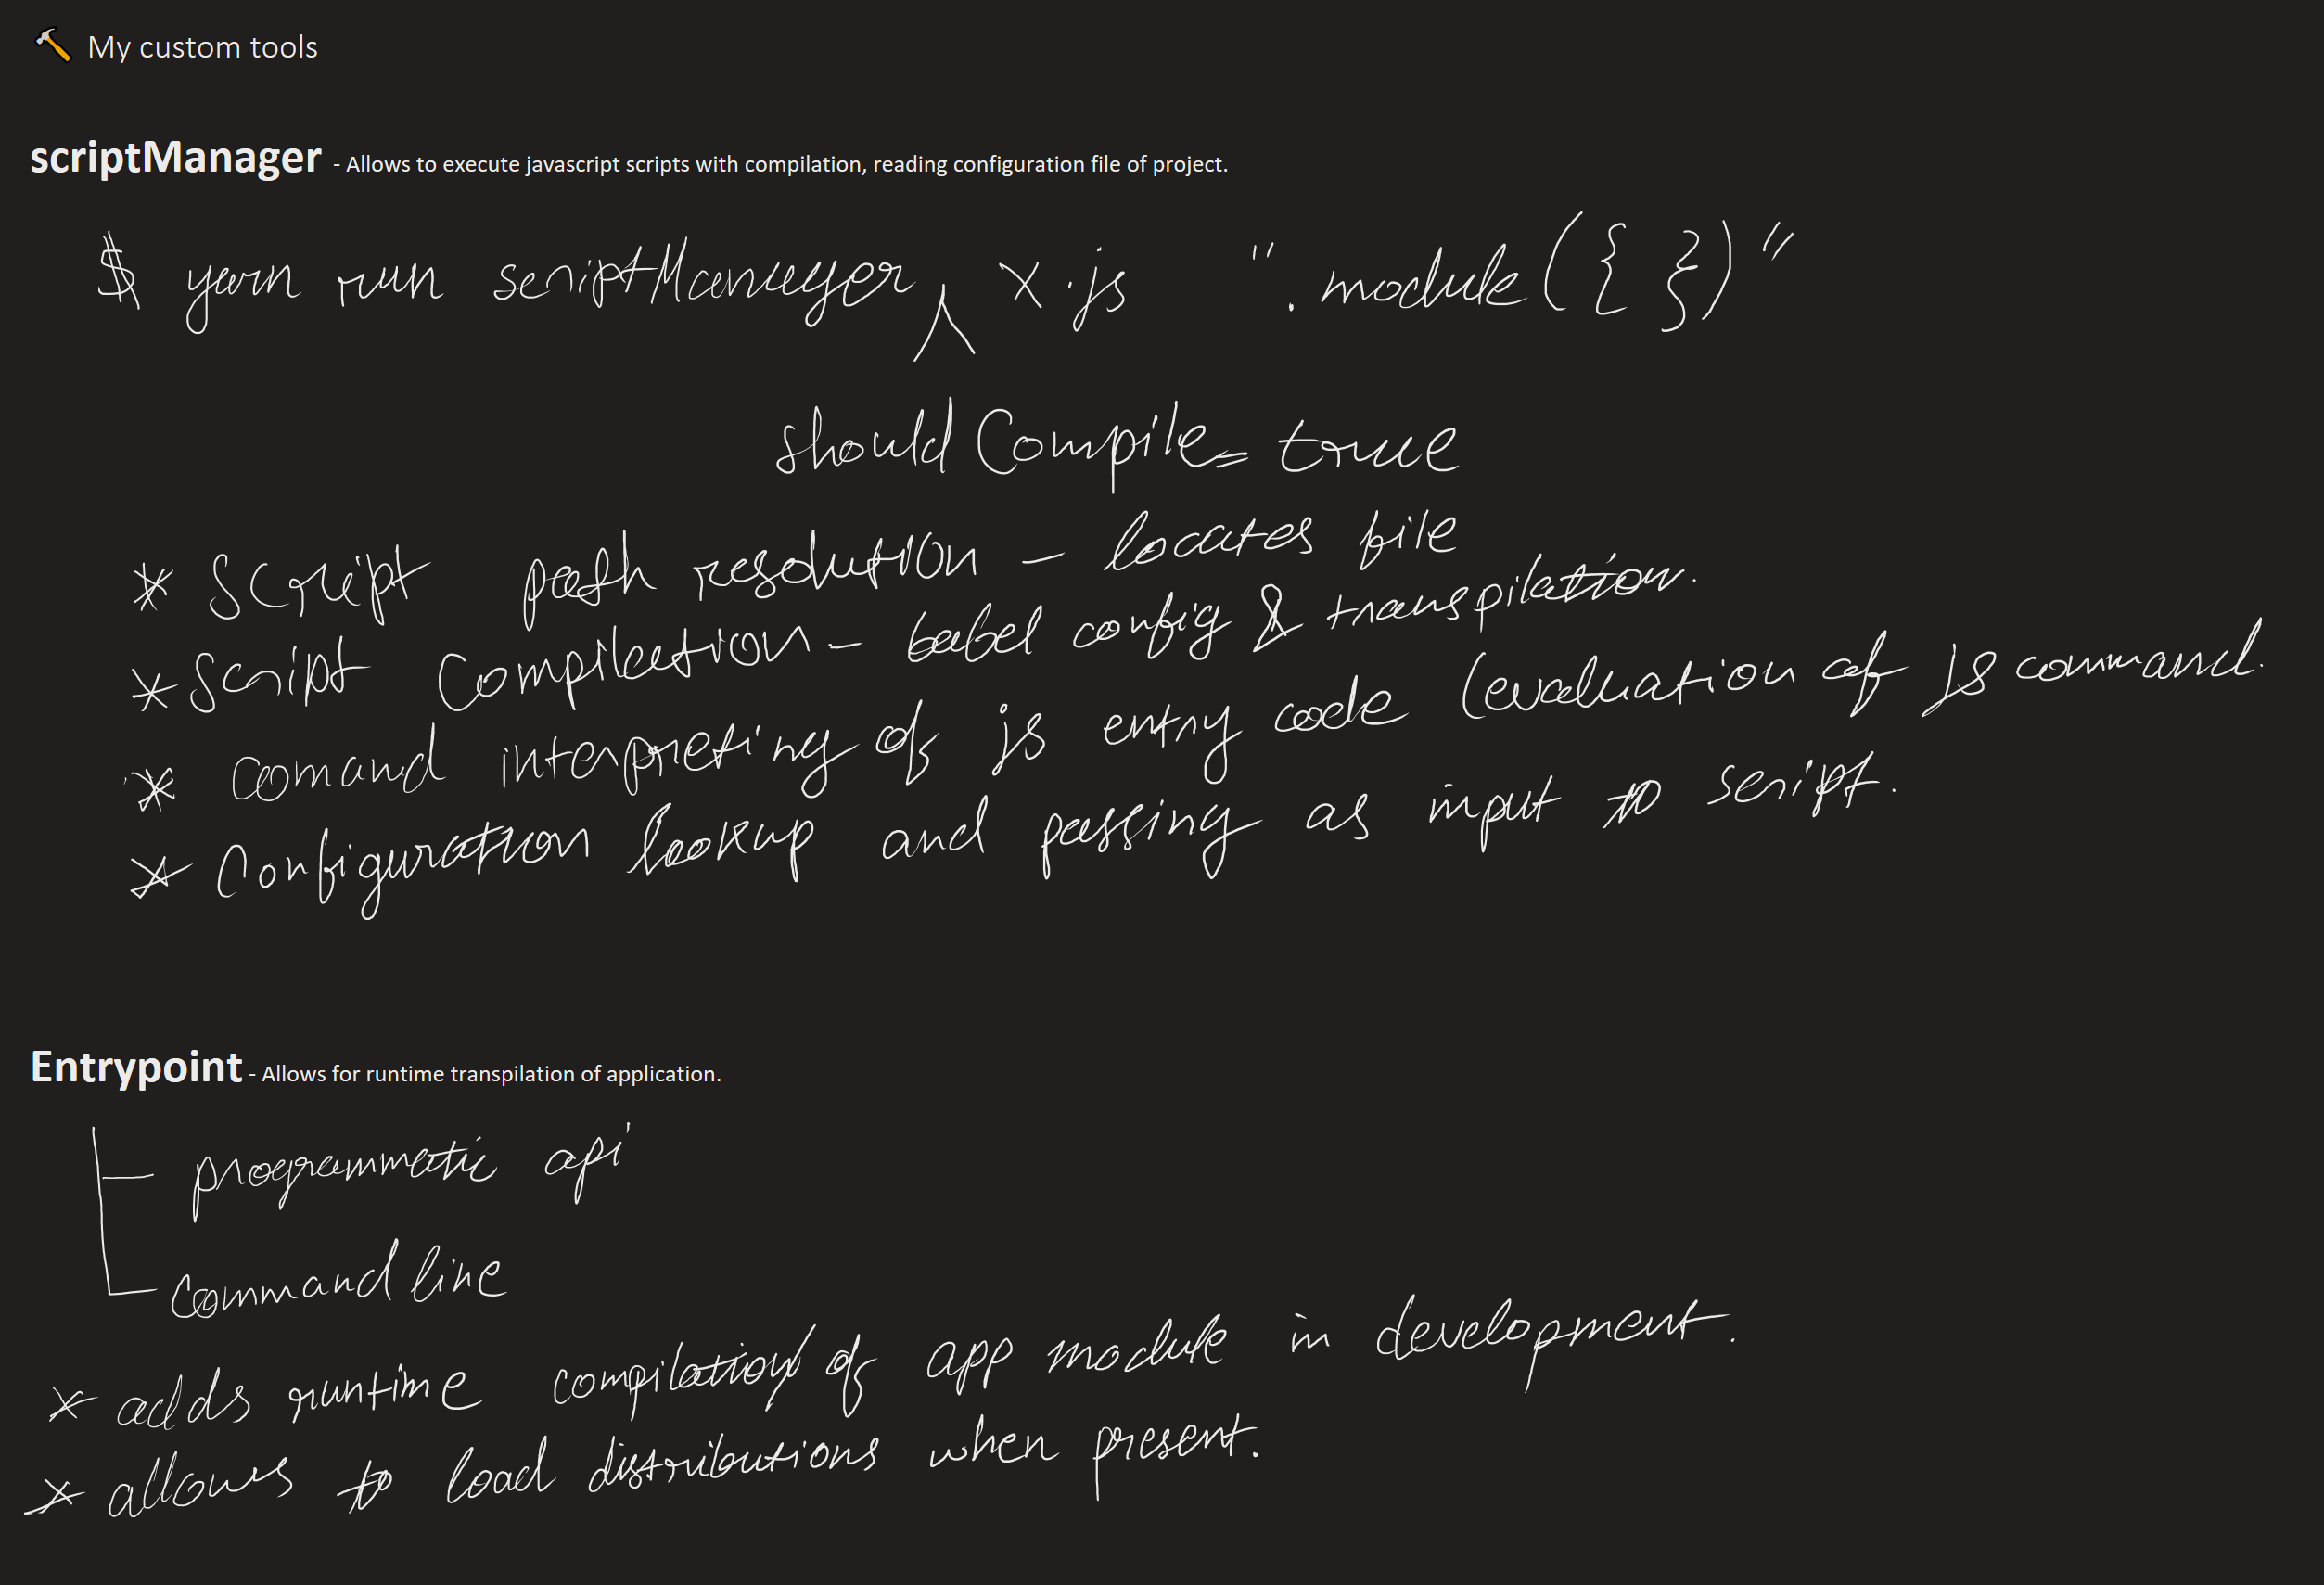 🔨 My custom tools
scriptManager - Allows to execute javascript scripts with compilation, reading configuration file of project.
$ yarn run scriptManager x.js ".module({ })"
shouldCompile=true
* Script path resolution - locates file
* Script Compilation - babel config & transpilation.
* Comand interpreting of js entry code (evaluation of js command.
* Configuration lookup and passing as input to script.
Entrypoint - Allows for runtime transpilation of application.
programmatic api
Command line
* adds runtime compilation of app module in development.
* allows to load distributions when present.